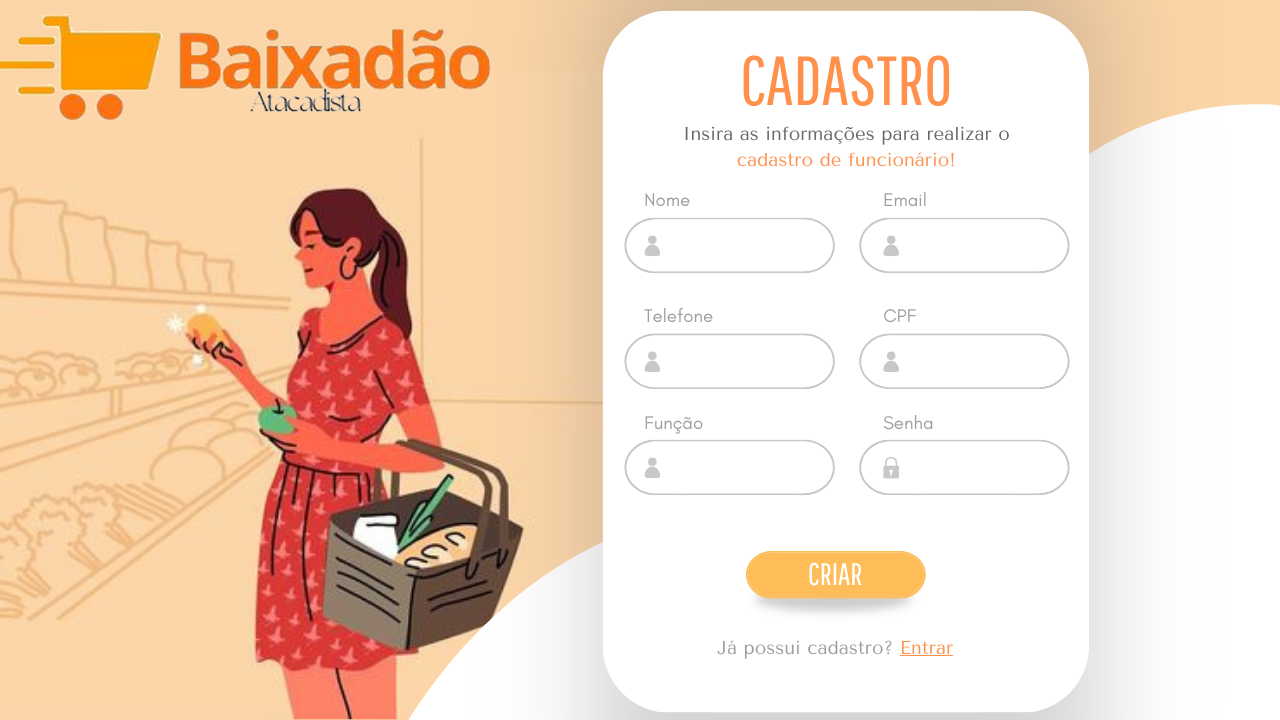 Baixadão
Atacadista
CADASTRO
Insira as informações para realizar o
cadastro de funcionário!
Nome
Email
Telefone
CPF
Função
Senha
CRIAR
Já possui cadastro? Entrar